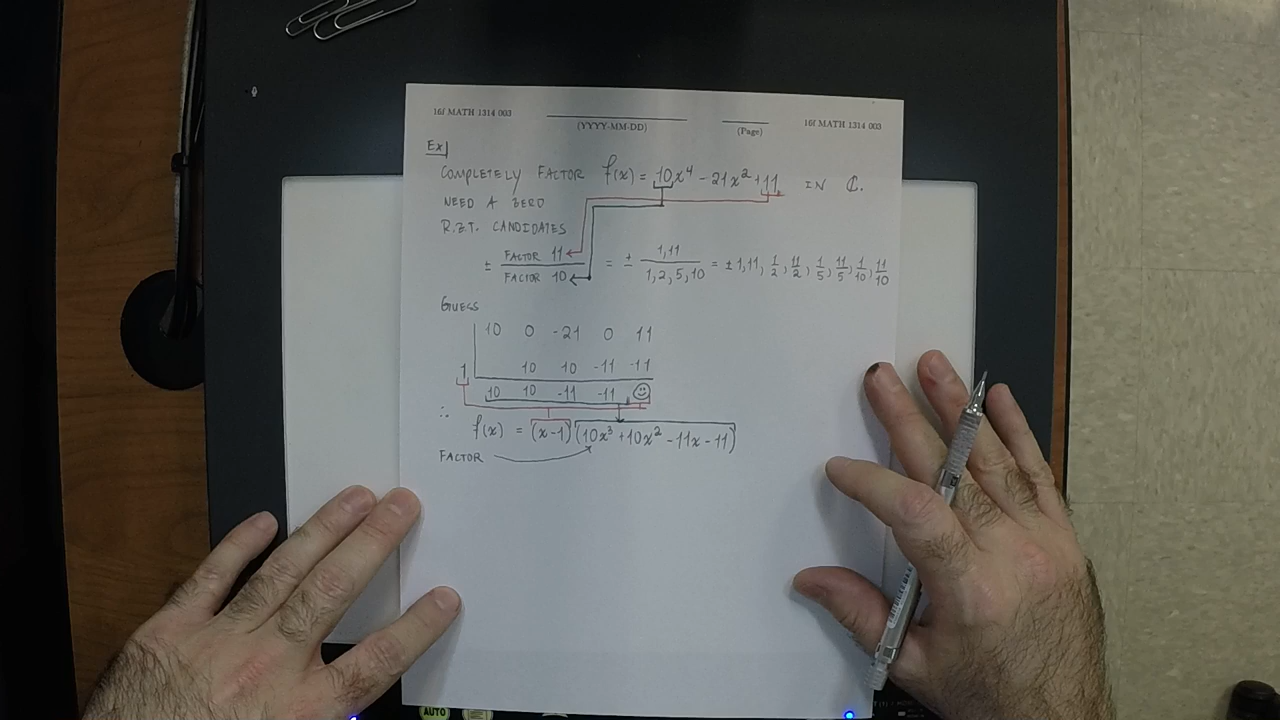 16f MATH 1314 003 (YYYY-MM-DD) (Page) 16f MATH 1314 003
Ex
COMPLETELY FACTOR f(x) = 10x⁴ - 21x² + 11 IN ℂ.
NEED A ZERO
R.Z.T. CANDIDATES
± FACTOR 11 / FACTOR 10 = ± 1,11 / 1,2,5,10 = ± 1, 11, 1/2, 11/2, 1/5, 11/5, 1/10, 11/10
GUESS
10 0 -21 0 11
1 10 10 -11 -11
10 10 -11 -11 ☺
∴ f(x) = (x-1)(10x³ + 10x² - 11x - 11)
FACTOR
AUTO